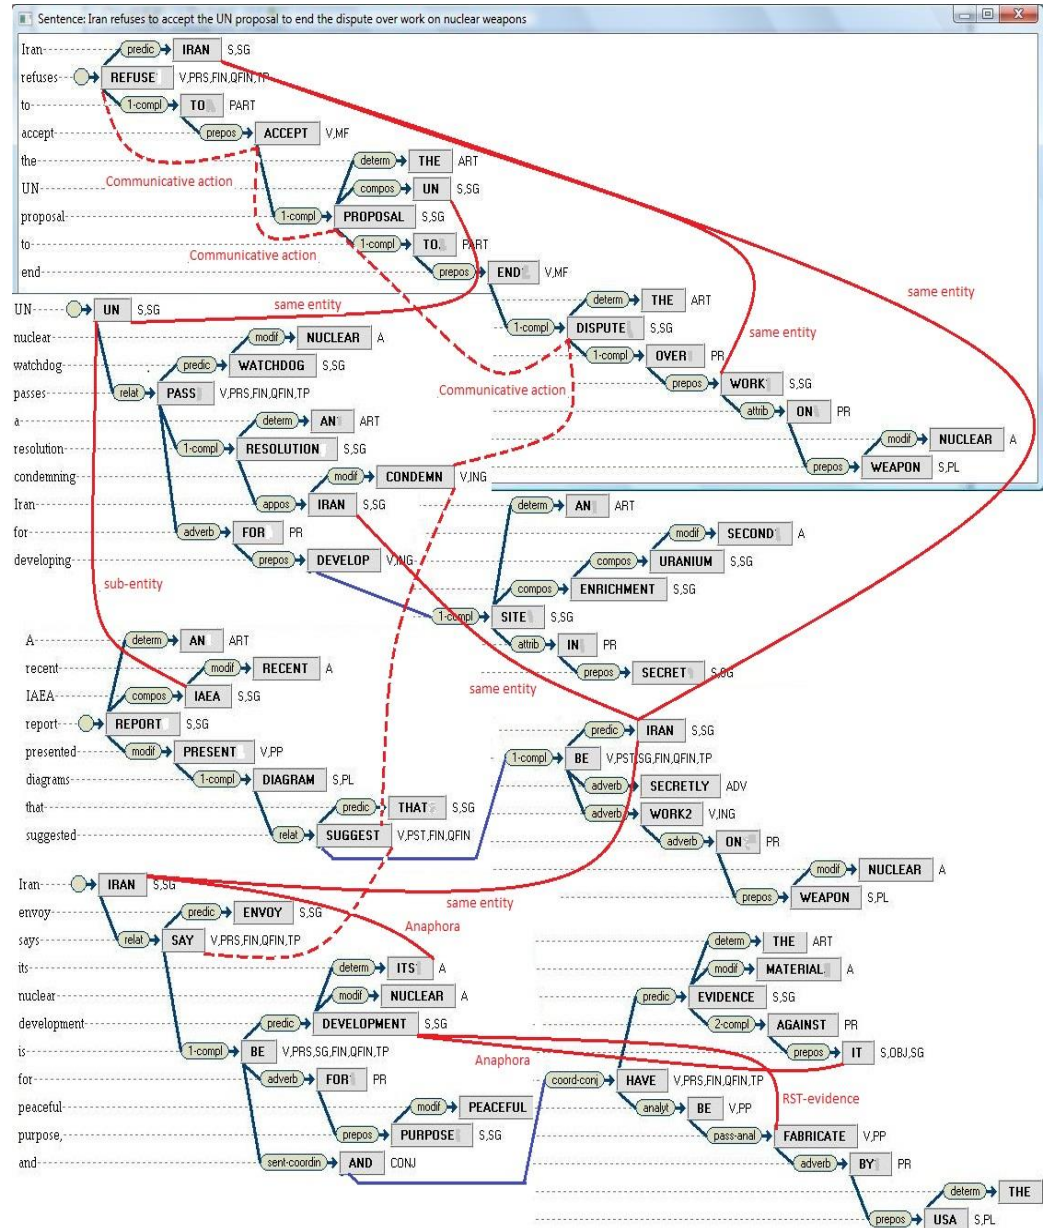 Sentence: Iran refuses to accept the UN proposal to end the dispute over work on nuclear weapons
Iran predic IRAN S,SG
refuses REFUSE V,PRS,FIN,QFIN,TP
to 1-compl TO PART
accept prepos ACCEPT V,MF
the determ THE ART
Communicative action
UN compos UN S,SG
proposal 1-compl PROPOSAL S,SG
to 1-compl TO PART
Communicative action
end prepos END V,MF
same entity
determ THE ART
same entity
UN UN S,SG
1-compl DISPUTE S,SG
same entity
nuclear modif NUCLEAR A
1-compl OVER PR
watchdog predic WATCHDOG S,SG
prepos WORK S,SG
passes relat PASS V,PRS,FIN,QFIN,TP
Communicative action
attrib ON PR
a determ AN ART
modif NUCLEAR A
resolution 1-compl RESOLUTION S,SG
prepos WEAPON S,PL
condemning modif CONDEMN V,ING
Iran appos IRAN S,SG
determ AN ART
for adverb FOR PR
modif SECOND A
developing prepos DEVELOP V,ING
compos URANIUM S,SG
sub-entity
compos ENRICHMENT S,SG
1-compl SITE S,SG
A determ AN ART
attrib IN PR
recent modif RECENT A
prepos SECRET S,SG
IAEA compos IAEA S,SG
same entity
report REPORT S,SG
predic IRAN S,SG
presented modif PRESENT V,PP
1-compl BE V,PST,SG,FIN,QFIN,TP
diagrams 1-compl DIAGRAM S,PL
adverb SECRETLY ADV
that predic THAT S,SG
adverb WORK2 V,ING
suggested relat SUGGEST V,PST,FIN,QFIN
adverb ON PR
modif NUCLEAR A
Iran IRAN S,SG
prepos WEAPON S,PL
same entity
envoy predic ENVOY S,SG
Anaphora
says relat SAY V,PRS,FIN,QFIN,TP
determ THE ART
its determ ITS A
modif MATERIAL A
nuclear modif NUCLEAR A
predic EVIDENCE S,SG
development predic DEVELOPMENT S,SG
2-compl AGAINST PR
is 1-compl BE V,PRS,SG,FIN,QFIN,TP
prepos IT S,OBJ,SG
Anaphora
for adverb FOR PR
coord-conj HAVE V,PRS,FIN,QFIN,TP
RST-evidence
peaceful modif PEACEFUL
analyt BE V,PP
purpose, prepos PURPOSE S,SG
pass-anal FABRICATE V,PP
and sent-coordin AND CONJ
adverb BY PR
determ THE
prepos USA S,PL